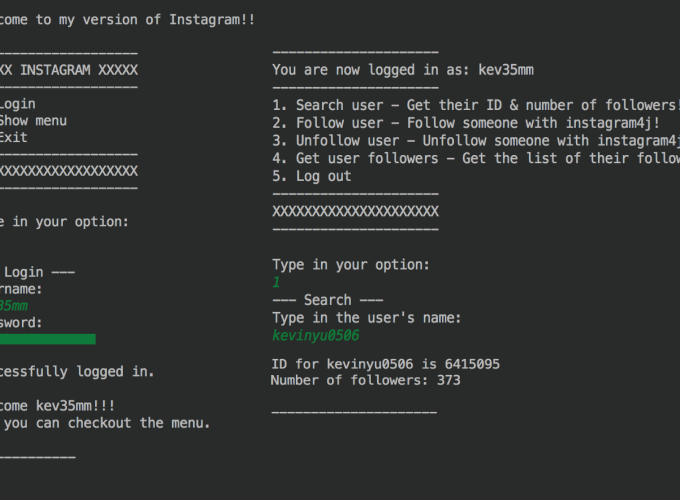 come to my version of Instagram!!
------------------
XX INSTAGRAM XXXXX
------------------
Login
Show menu
Exit
------------------
XXXXXXXXXXXXXXXXXX
------------------
e in your option:
Login ---
rname:
35mm
sword:
cessfully logged in.
come kev35mm!!!
you can checkout the menu.
----------
---------------------
You are now logged in as: kev35mm
---------------------
1. Search user - Get their ID & number of followers!
2. Follow user - Follow someone with instagram4j!
3. Unfollow user - Unfollow someone with instagram4j
4. Get user followers - Get the list of their follow
5. Log out
---------------------
XXXXXXXXXXXXXXXXXXXXX
---------------------
Type in your option:
1
--- Search ---
Type in the user's name:
kevinyu0506
ID for kevinyu0506 is 6415095
Number of followers: 373
---------------------